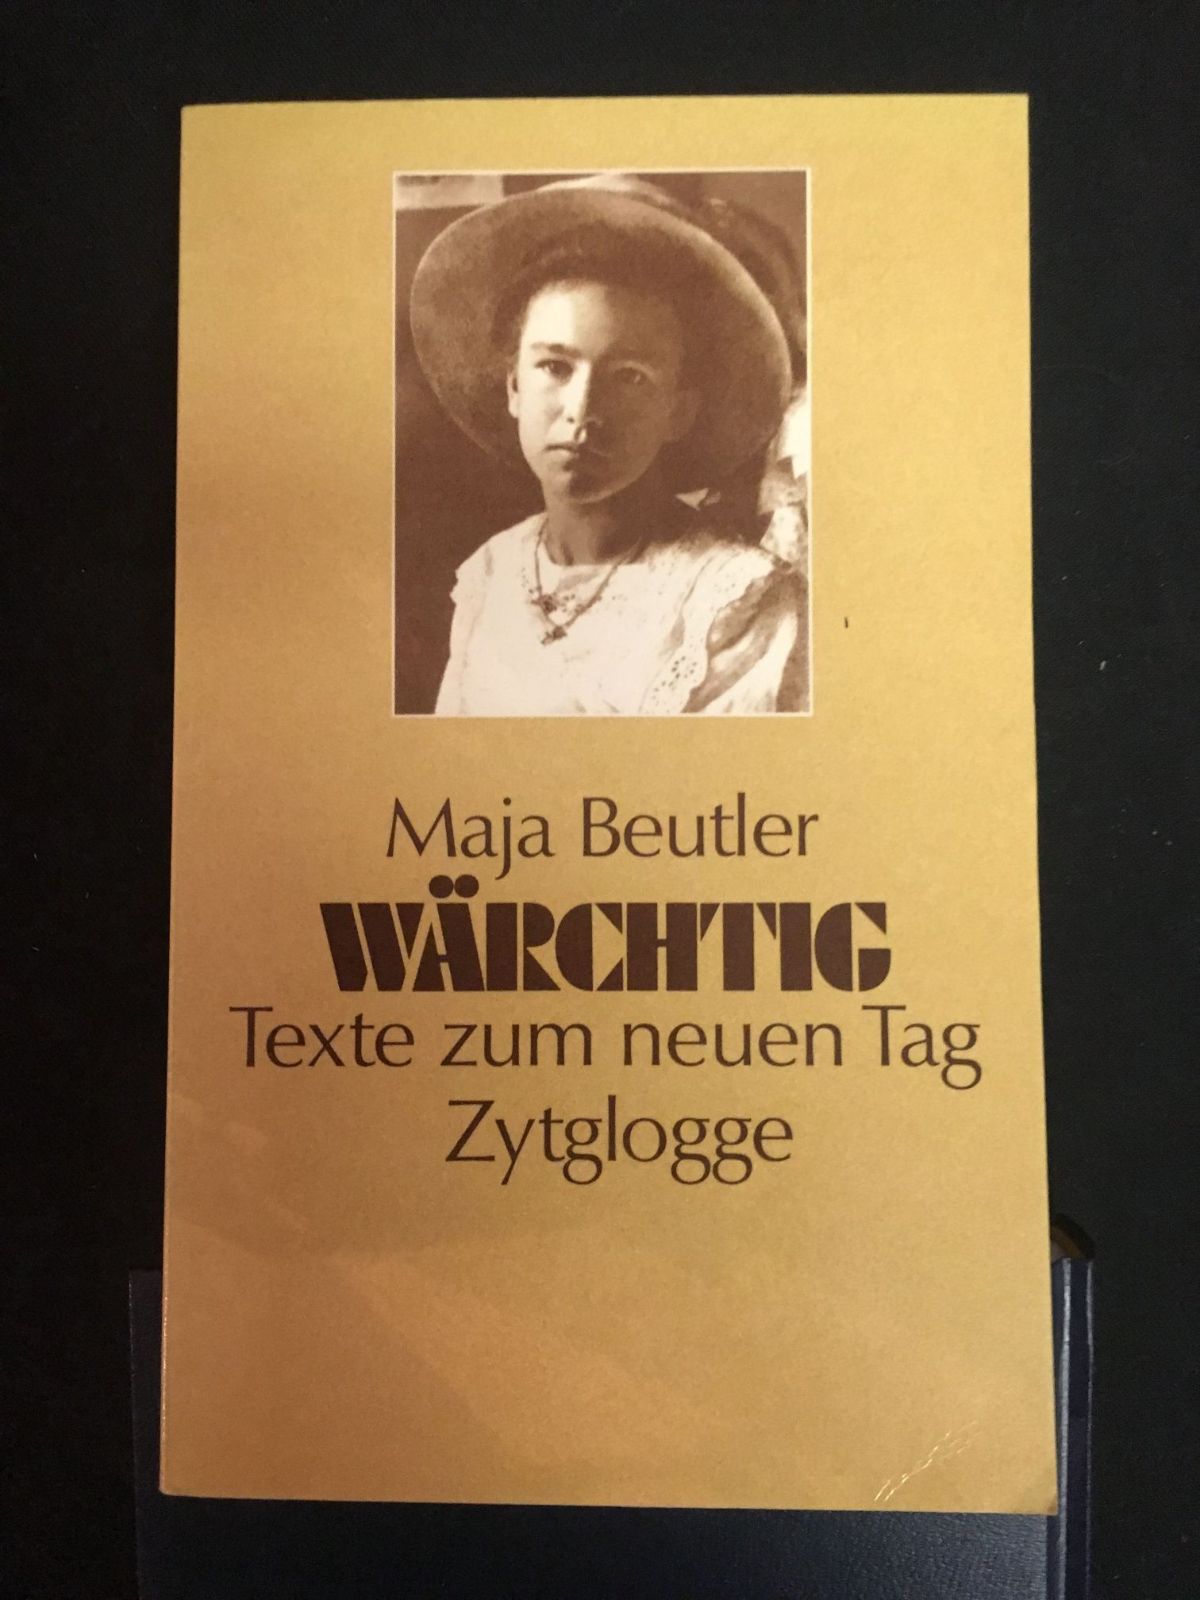 Maja Beutler
WÄRCHTIG
Texte zum neuen Tag
Zytglogge